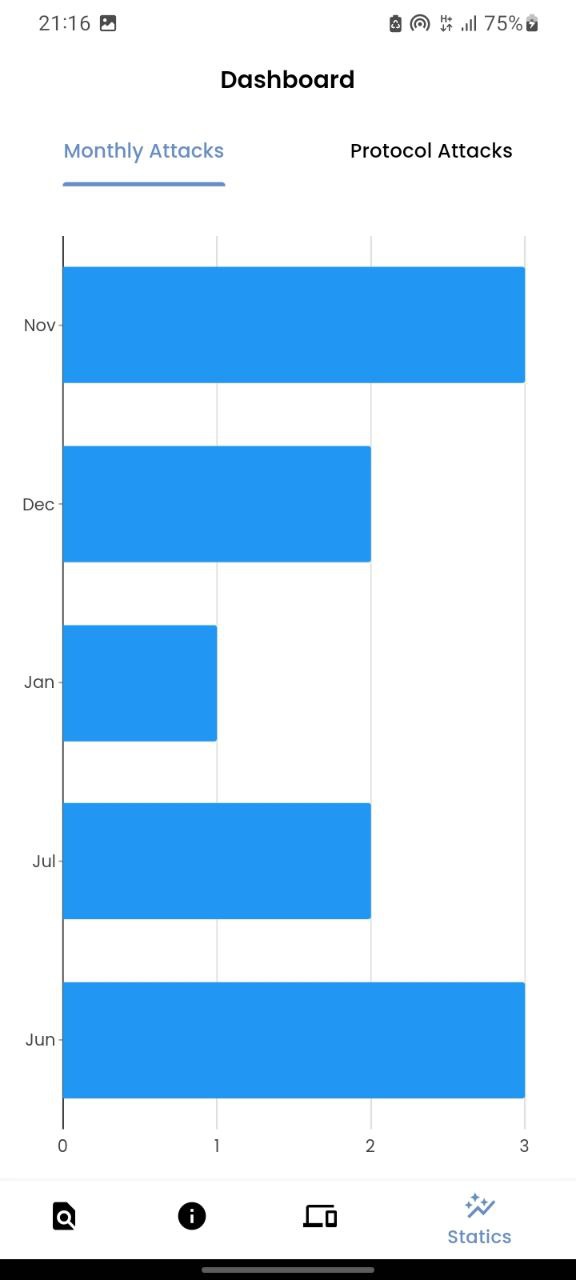 21:16 H+ 75%
Dashboard
Monthly Attacks Protocol Attacks
Nov
Dec
Jan
Jul
Jun
0 1 2 3
Statics